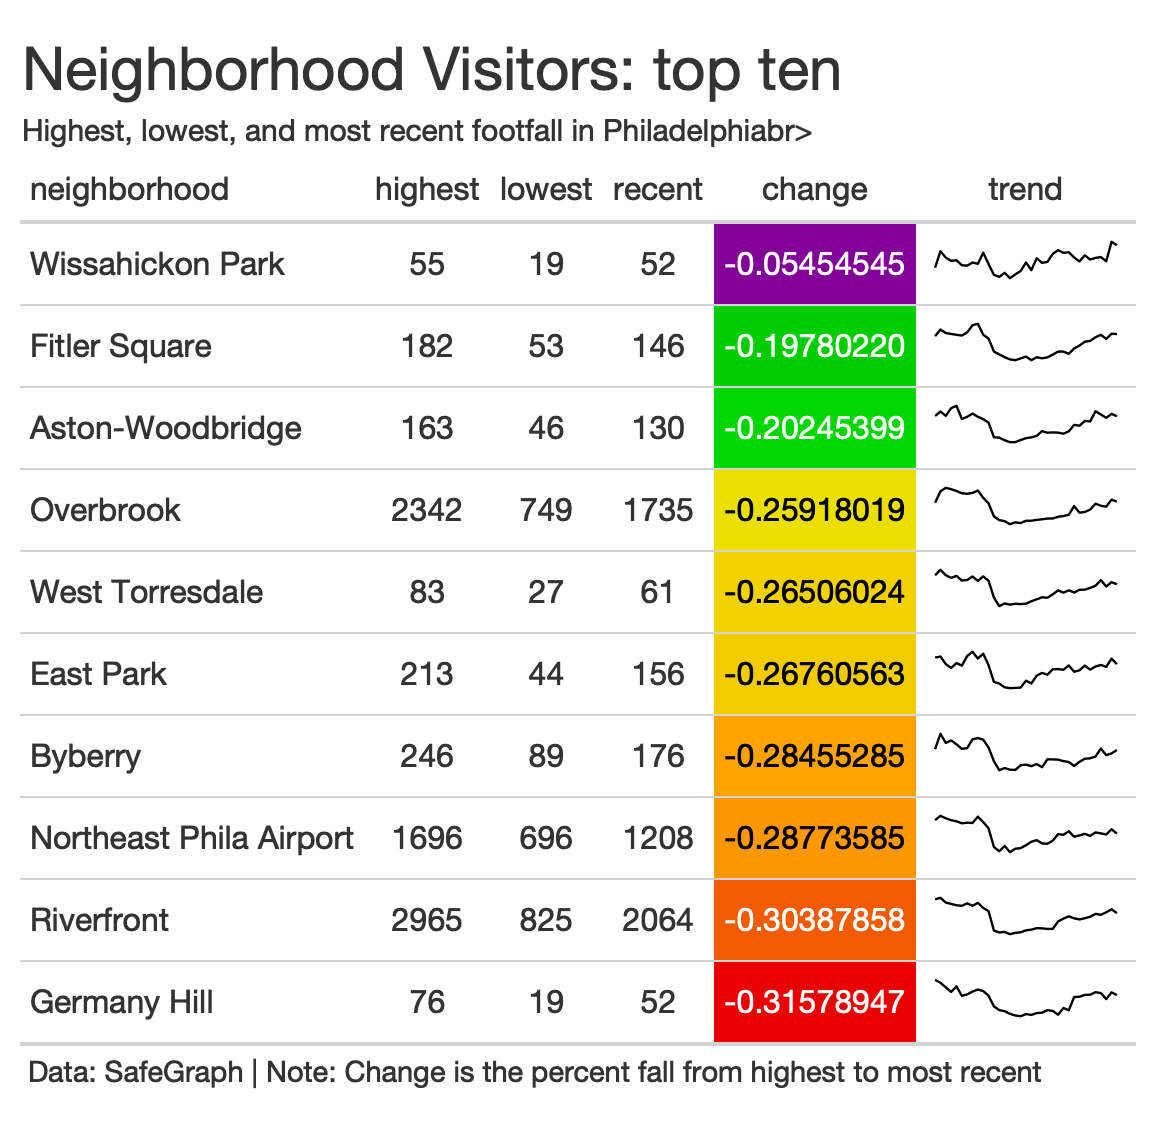 Neighborhood Visitors: top ten
Highest, lowest, and most recent footfall in Philadelphiabr>
neighborhood highest lowest recent change trend
Wissahickon Park 55 19 52 -0.05454545
Fitler Square 182 53 146 -0.19780220
Aston-Woodbridge 163 46 130 -0.20245399
Overbrook 2342 749 1735 -0.25918019
West Torresdale 83 27 61 -0.26506024
East Park 213 44 156 -0.26760563
Byberry 246 89 176 -0.28455285
Northeast Phila Airport 1696 696 1208 -0.28773585
Riverfront 2965 825 2064 -0.30387858
Germany Hill 76 19 52 -0.31578947
Data: SafeGraph | Note: Change is the percent fall from highest to most recent